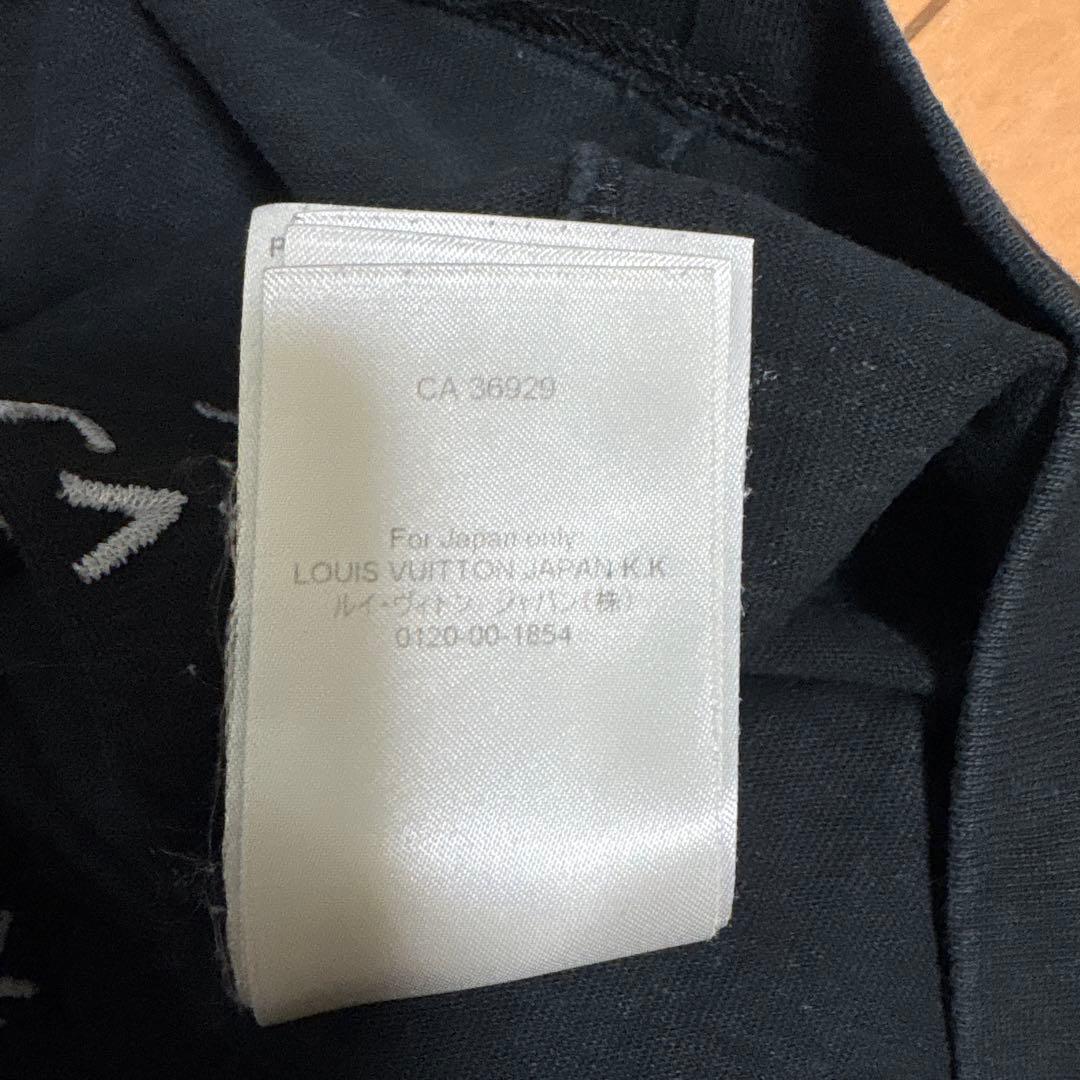 P
CA 36929
For Japan only
LOUIS VUITTON JAPAN K.K
ルイ・ヴィトン ジャパン(株)
0120-00-1854